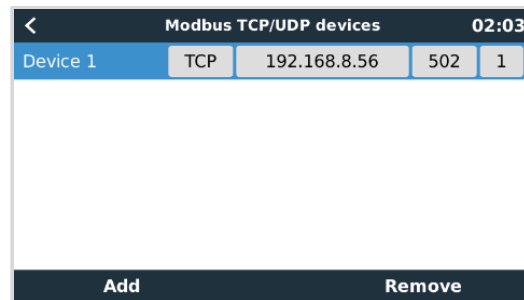 Modbus TCP/UDP devices 02:03
Device 1 TCP 192.168.8.56 502 1
Add Remove